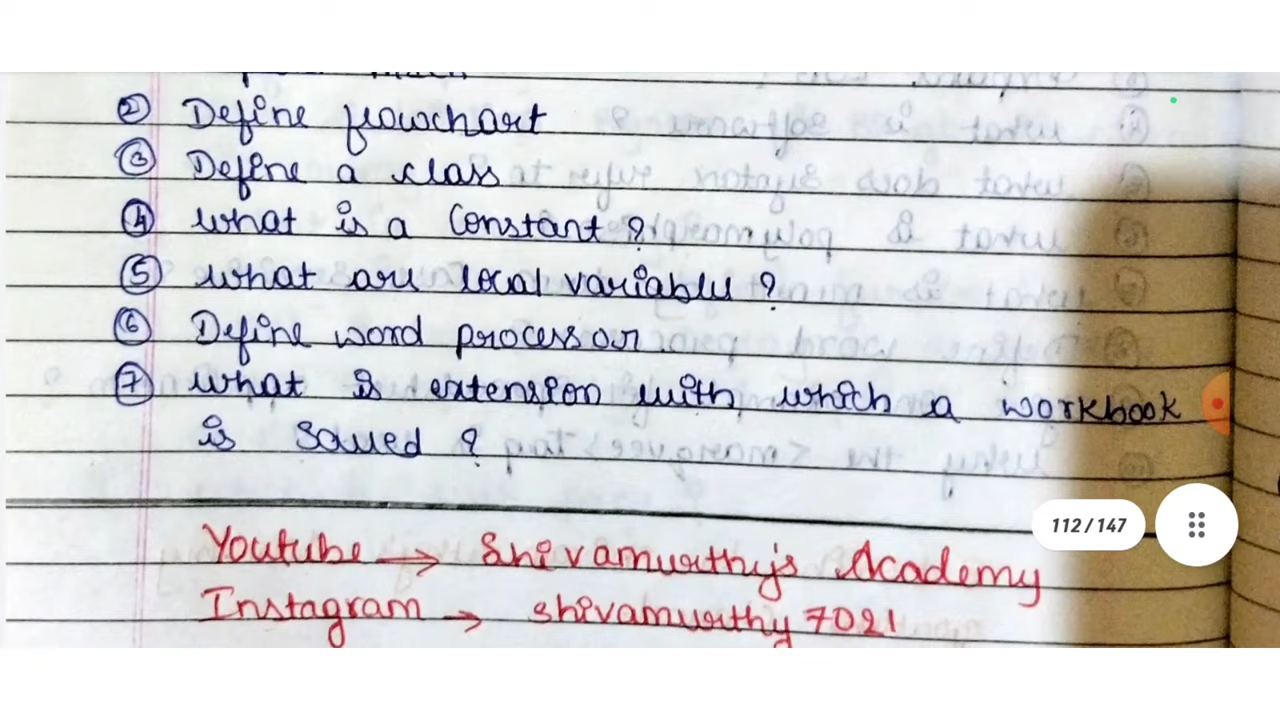 ② Define flowchart
③ Define a class
④ what is a Constant ?
⑤ what are local variables ?
⑥ Define word processor.
⑦ what is extension with which a workbook
is saved ?
112 / 147
Youtube → Shivamurthy's Academy
Instagram → shivamurthy 7021